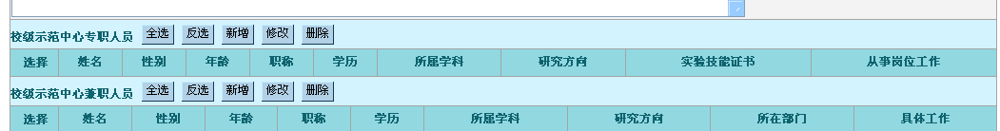 校级示范中心专职人员 全选 反选 新增 修改 删除
选择 姓名 性别 年龄 职称 学历 所属学科 研究方向 实验技能证书 从事岗位工作
校级示范中心兼职人员 全选 反选 新增 修改 删除
选择 姓名 性别 年龄 职称 学历 所属学科 研究方向 所在部门 具体工作